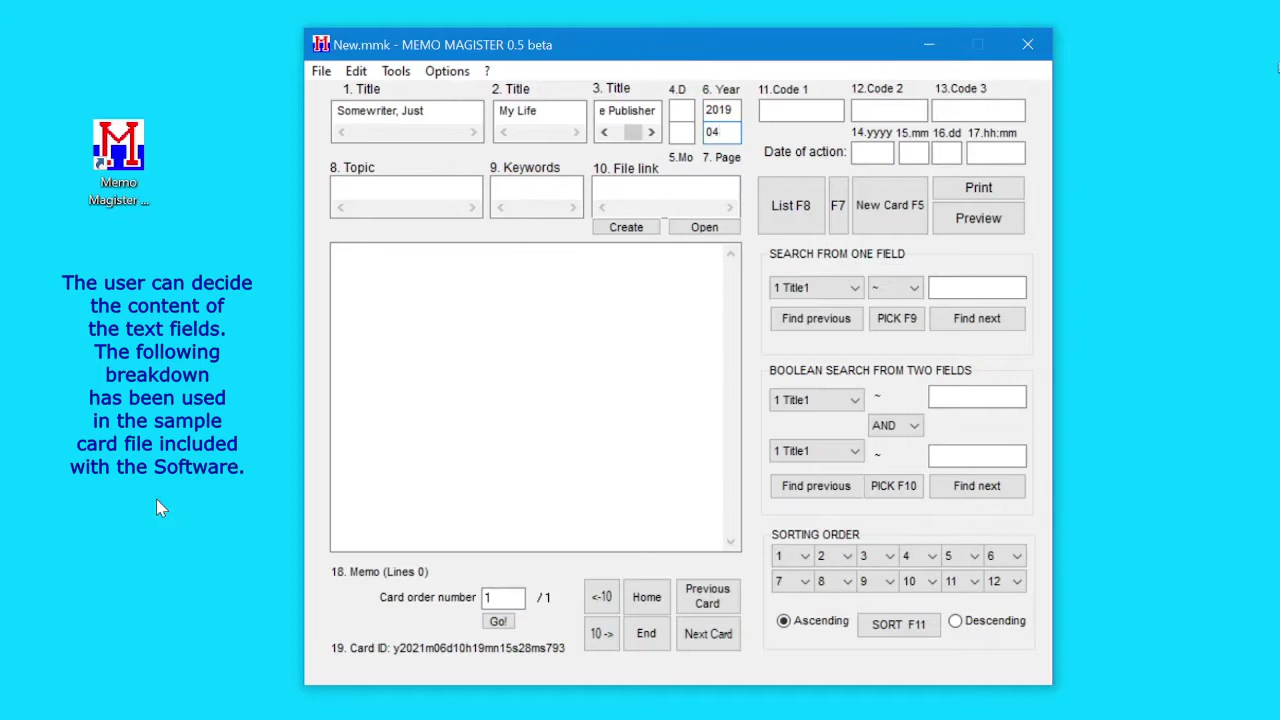 New.mmk - MEMO MAGISTER 0.5 beta
File Edit Tools Options ?
1. Title 2. Title 3. Title 4.D 6. Year 11.Code 1 12.Code 2 13.Code 3
Somewriter, Just My Life e Publisher 2019
04
14.yyyy 15.mm 16.dd 17.hh:mm
Date of action:
5.Mo 7. Page
8. Topic 9. Keywords 10. File link
List F8 F7 New Card F5 Print
Preview
Create Open
SEARCH FROM ONE FIELD
1 Title1 ~
Find previous PICK F9 Find next
BOOLEAN SEARCH FROM TWO FIELDS
1 Title1 ~
AND
1 Title1 ~
Find previous PICK F10 Find next
SORTING ORDER
1 2 3 4 5 6
7 8 9 10 11 12
Ascending SORT F11 Descending
18. Memo (Lines 0)
Card order number 1 / 1
Go!
<-10 Home Previous Card
10 -> End Next Card
19. Card ID: y2021m06d10h19mn15s28ms793
M
Memo
Magister ...
The user can decide
the content of
the text fields.
The following
breakdown
has been used
in the sample
card file included
with the Software.